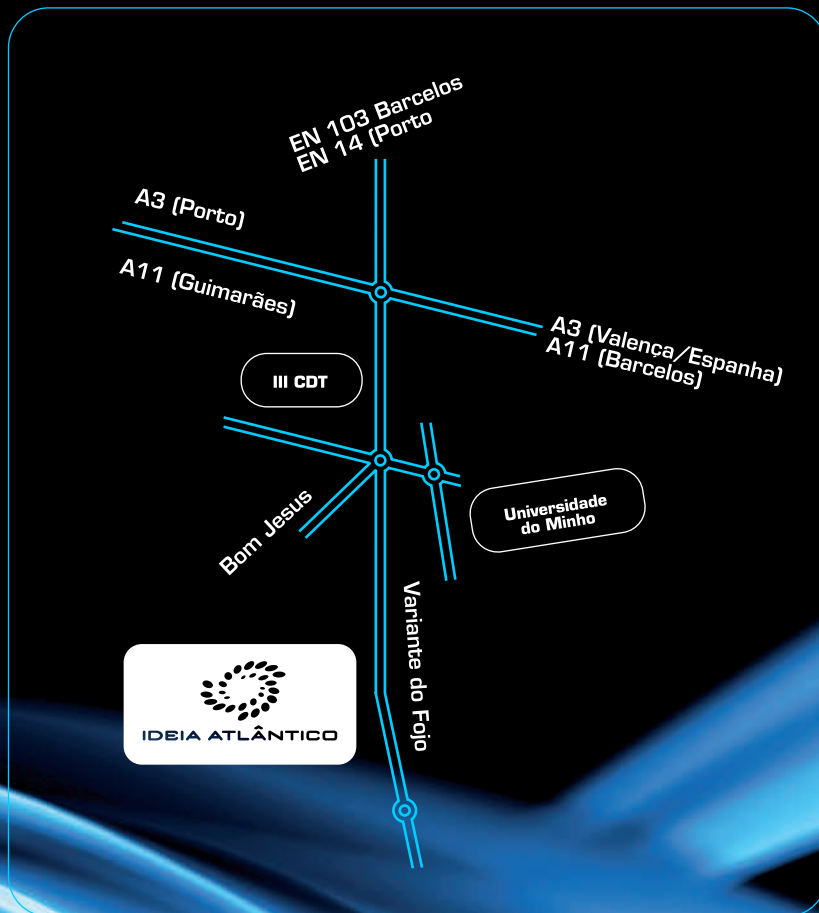 EN 103 Barcelos
EN 14 (Porto
A3 (Porto)
A11 (Guimarães)
A3 (Valença/Espanha)
A11 (Barcelos)
III CDT
Bom Jesus
Universidade
do Minho
Variante do Fojo
IDEIA ATLÂNTICO